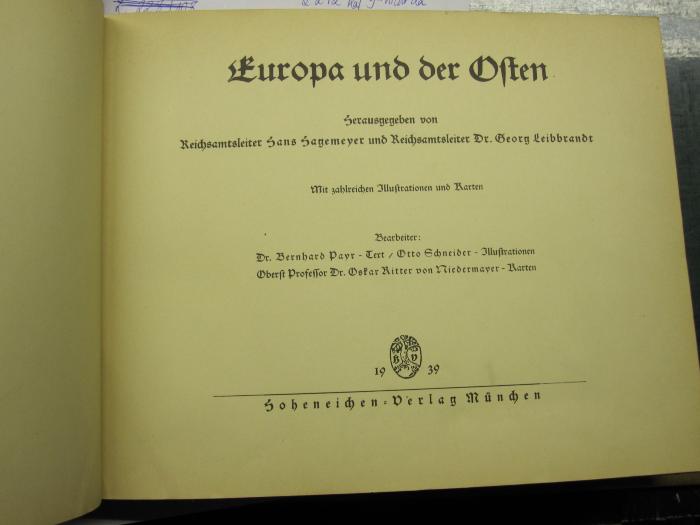 Europa und der Osten
Herausgegeben von
Reichsamtsleiter Hans Hagemeyer und Reichsamtsleiter Dr. Georg Leibbrandt
Mit zahlreichen Illustrationen und Karten
Bearbeiter:
Dr. Bernhard Payr - Text / Otto Schneider - Illustrationen
Oberst Professor Dr. Oskar Ritter von Niedermayer - Karten
H V
19 39
Hoheneichen-Verlag München